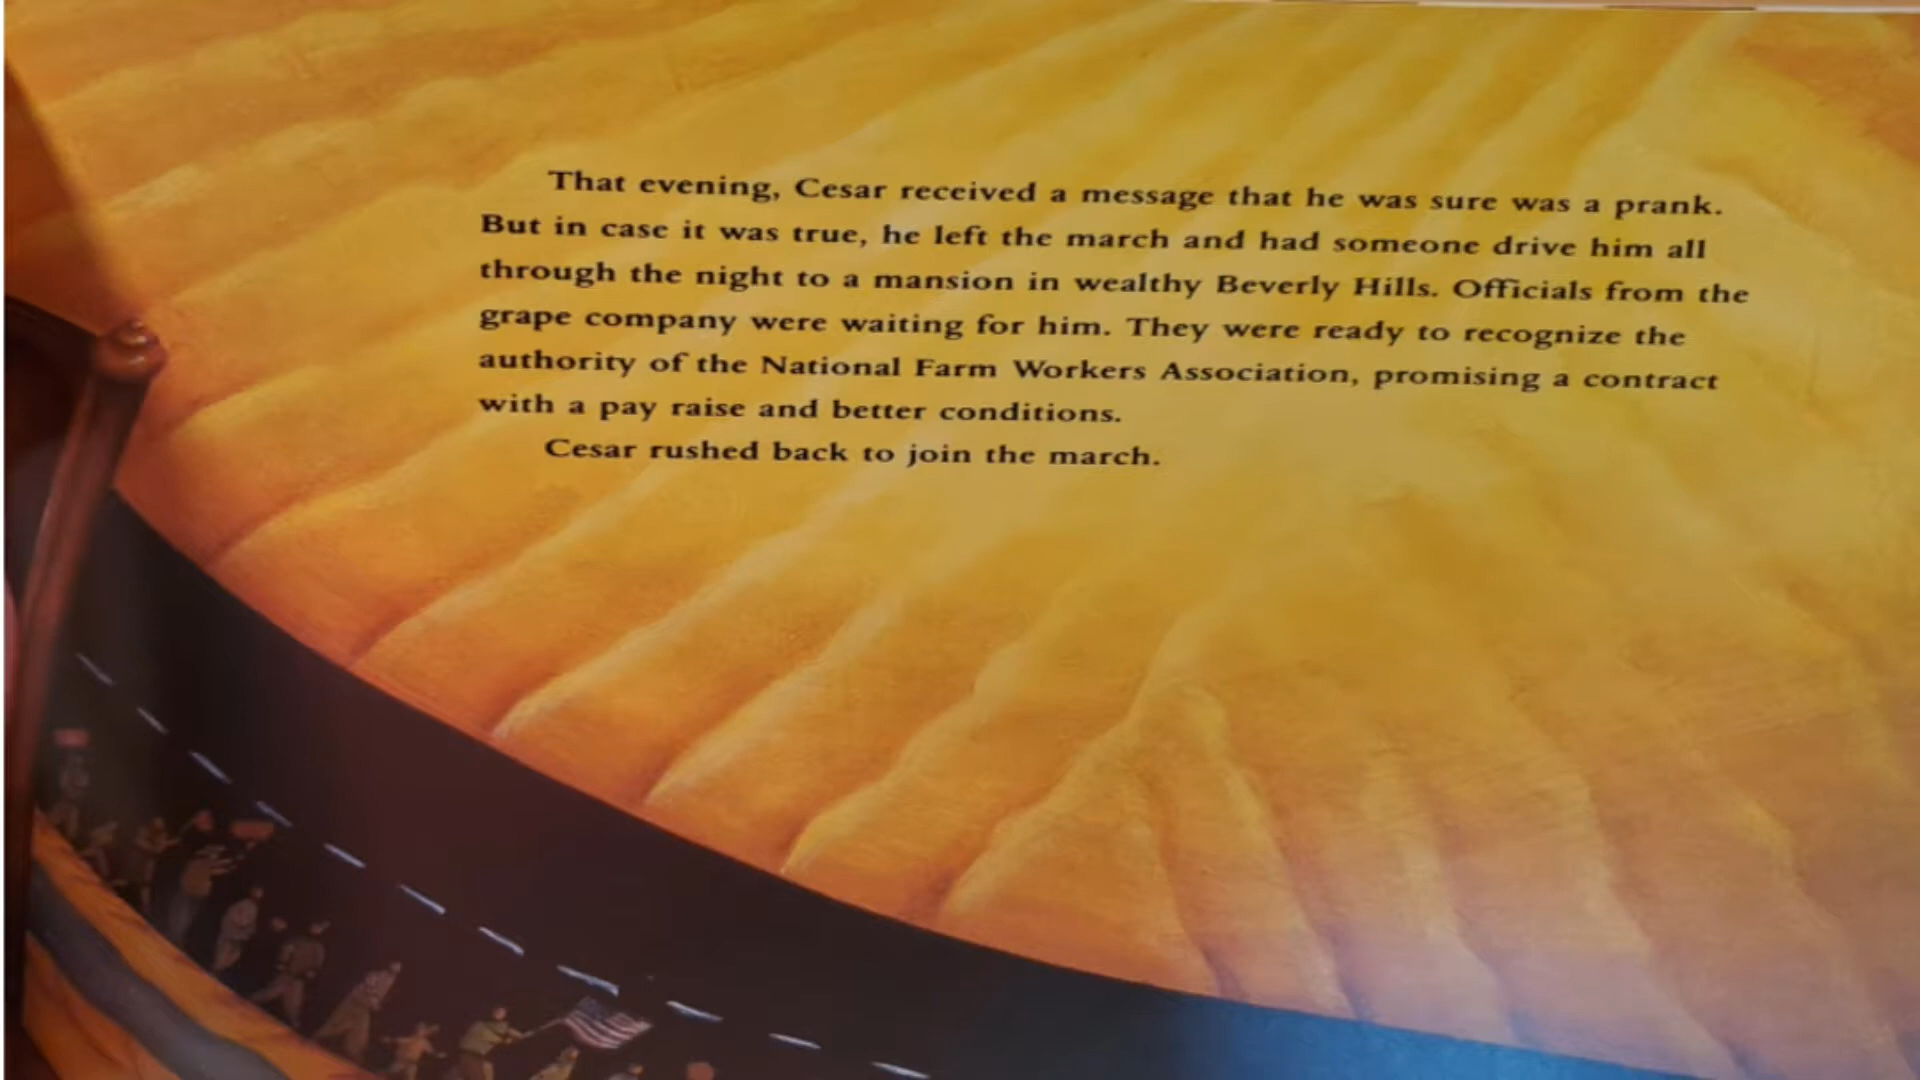 That evening, Cesar received a message that he was sure was a prank.
But in case it was true, he left the march and had someone drive him all
through the night to a mansion in wealthy Beverly Hills. Officials from the
grape company were waiting for him. They were ready to recognize the
authority of the National Farm Workers Association, promising a contract
with a pay raise and better conditions.
Cesar rushed back to join the march.